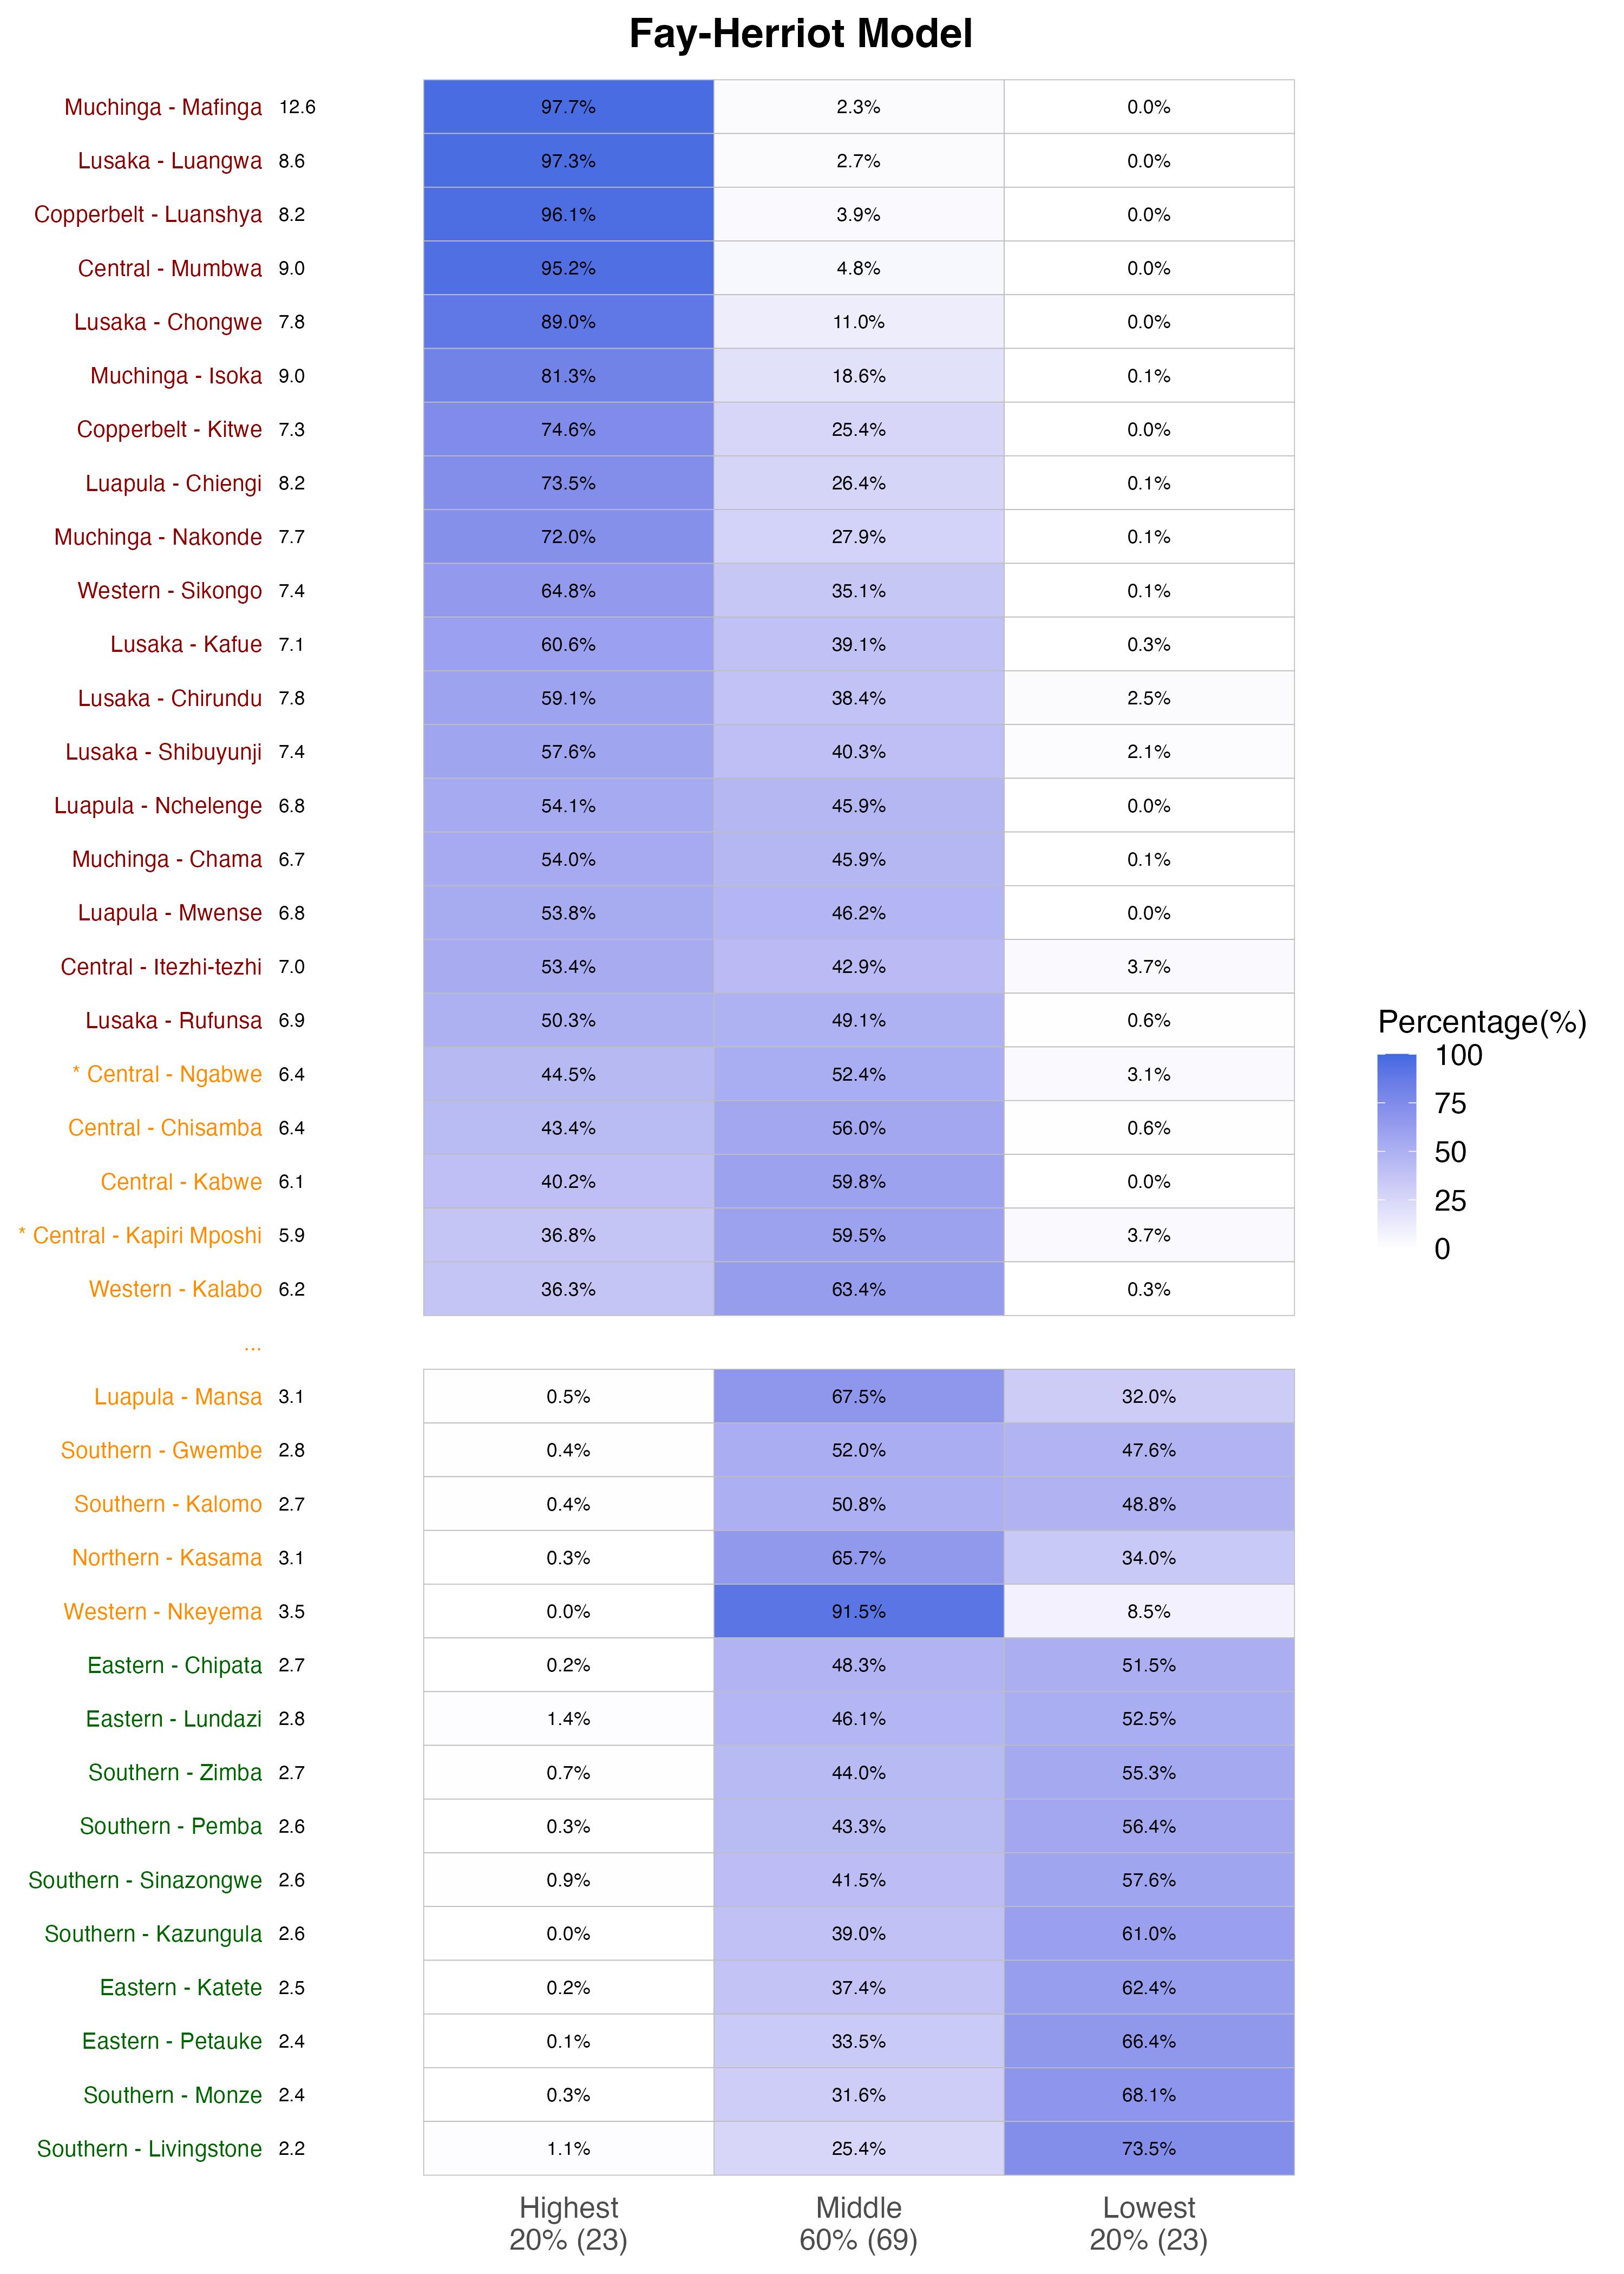 Fay-Herriot Model
Muchinga - Mafinga 12.6 97.7% 2.3% 0.0%
Lusaka - Luangwa 8.6 97.3% 2.7% 0.0%
Copperbelt - Luanshya 8.2 96.1% 3.9% 0.0%
Central - Mumbwa 9.0 95.2% 4.8% 0.0%
Lusaka - Chongwe 7.8 89.0% 11.0% 0.0%
Muchinga - Isoka 9.0 81.3% 18.6% 0.1%
Copperbelt - Kitwe 7.3 74.6% 25.4% 0.0%
Luapula - Chiengi 8.2 73.5% 26.4% 0.1%
Muchinga - Nakonde 7.7 72.0% 27.9% 0.1%
Western - Sikongo 7.4 64.8% 35.1% 0.1%
Lusaka - Kafue 7.1 60.6% 39.1% 0.3%
Lusaka - Chirundu 7.8 59.1% 38.4% 2.5%
Lusaka - Shibuyunji 7.4 57.6% 40.3% 2.1%
Luapula - Nchelenge 6.8 54.1% 45.9% 0.0%
Muchinga - Chama 6.7 54.0% 45.9% 0.1%
Luapula - Mwense 6.8 53.8% 46.2% 0.0%
Central - Itezhi-tezhi 7.0 53.4% 42.9% 3.7%
Lusaka - Rufunsa 6.9 50.3% 49.1% 0.6%
* Central - Ngabwe 6.4 44.5% 52.4% 3.1%
Central - Chisamba 6.4 43.4% 56.0% 0.6%
Central - Kabwe 6.1 40.2% 59.8% 0.0%
* Central - Kapiri Mposhi 5.9 36.8% 59.5% 3.7%
Western - Kalabo 6.2 36.3% 63.4% 0.3%
...
Luapula - Mansa 3.1 0.5% 67.5% 32.0%
Southern - Gwembe 2.8 0.4% 52.0% 47.6%
Southern - Kalomo 2.7 0.4% 50.8% 48.8%
Northern - Kasama 3.1 0.3% 65.7% 34.0%
Western - Nkeyema 3.5 0.0% 91.5% 8.5%
Eastern - Chipata 2.7 0.2% 48.3% 51.5%
Eastern - Lundazi 2.8 1.4% 46.1% 52.5%
Southern - Zimba 2.7 0.7% 44.0% 55.3%
Southern - Pemba 2.6 0.3% 43.3% 56.4%
Southern - Sinazongwe 2.6 0.9% 41.5% 57.6%
Southern - Kazungula 2.6 0.0% 39.0% 61.0%
Eastern - Katete 2.5 0.2% 37.4% 62.4%
Eastern - Petauke 2.4 0.1% 33.5% 66.4%
Southern - Monze 2.4 0.3% 31.6% 68.1%
Southern - Livingstone 2.2 1.1% 25.4% 73.5%
Highest Middle Lowest
20% (23) 60% (69) 20% (23)
Percentage(%)
100
75
50
25
0